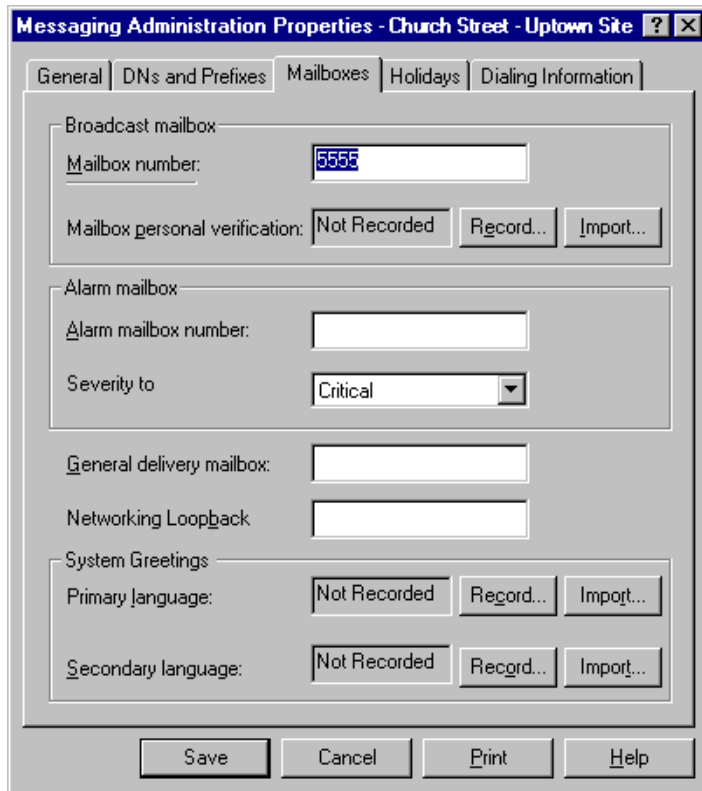 Messaging Administration Properties - Church Street - Uptown Site
General DNs and Prefixes Mailboxes Holidays Dialing Information
Broadcast mailbox
Mailbox number: 5555
Mailbox personal verification: Not Recorded Record... Import...
Alarm mailbox
Alarm mailbox number:
Severity to Critical
General delivery mailbox:
Networking Loopback
System Greetings
Primary language: Not Recorded Record... Import...
Secondary language: Not Recorded Record... Import...
Save Cancel Print Help